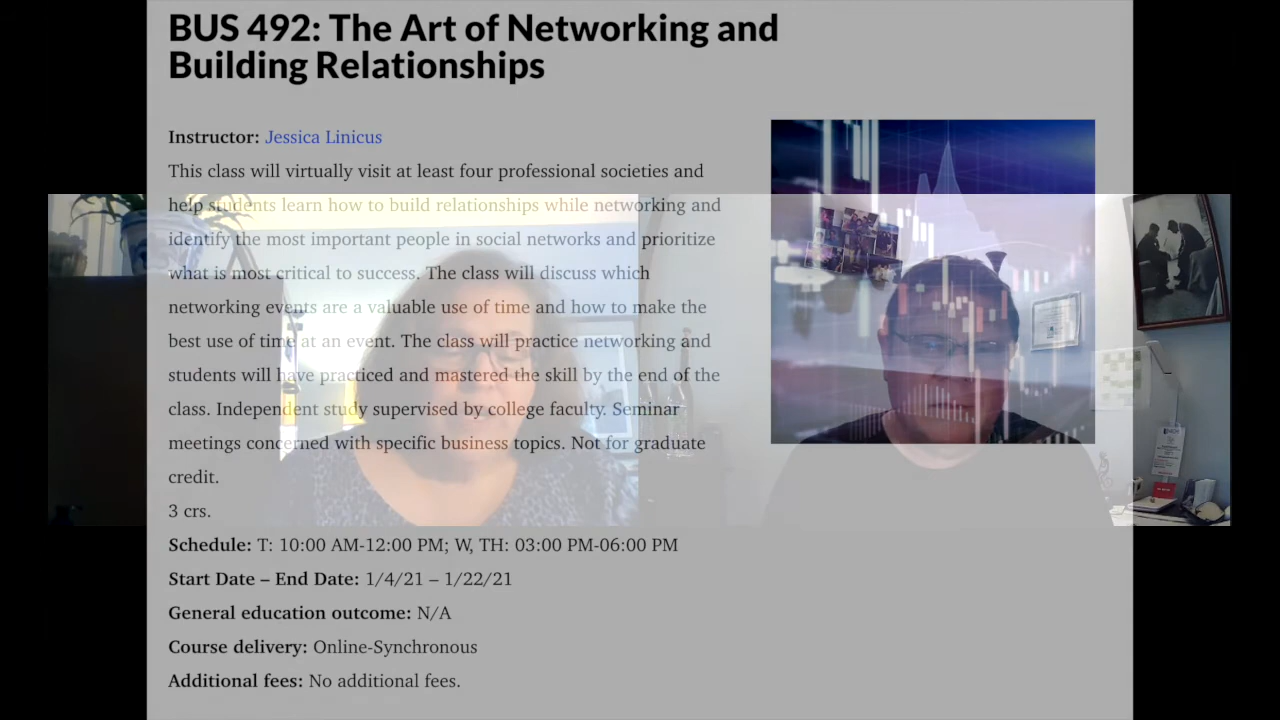 BUS 492: The Art of Networking and
Building Relationships
Instructor: Jessica Linicus
This class will virtually visit at least four professional societies and
help students learn how to build relationships while networking and
identify the most important people in social networks and prioritize
what is most critical to success. The class will discuss which
networking events are a valuable use of time and how to make the
best use of time at an event. The class will practice networking and
students will have practiced and mastered the skill by the end of the
class. Independent study supervised by college faculty. Seminar
meetings concerned with specific business topics. Not for graduate
credit.
3 crs.
Schedule: T: 10:00 AM-12:00 PM; W, TH: 03:00 PM-06:00 PM
Start Date – End Date: 1/4/21 – 1/22/21
General education outcome: N/A
Course delivery: Online-Synchronous
Additional fees: No additional fees.